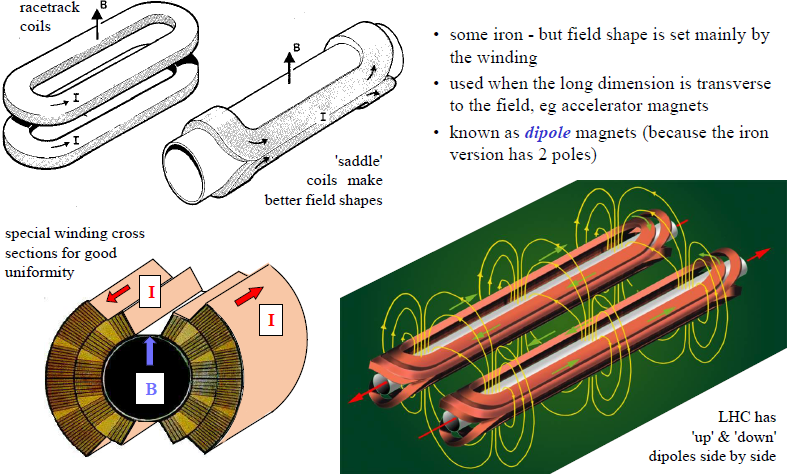 racetrack
coils
B
I
I
B
I
'saddle'
coils make
better field shapes
• some iron - but field shape is set mainly by
the winding
• used when the long dimension is transverse
to the field, eg accelerator magnets
• known as dipole magnets (because the iron
version has 2 poles)
special winding cross
sections for good
uniformity
I
I
B
LHC has
'up' & 'down'
dipoles side by side